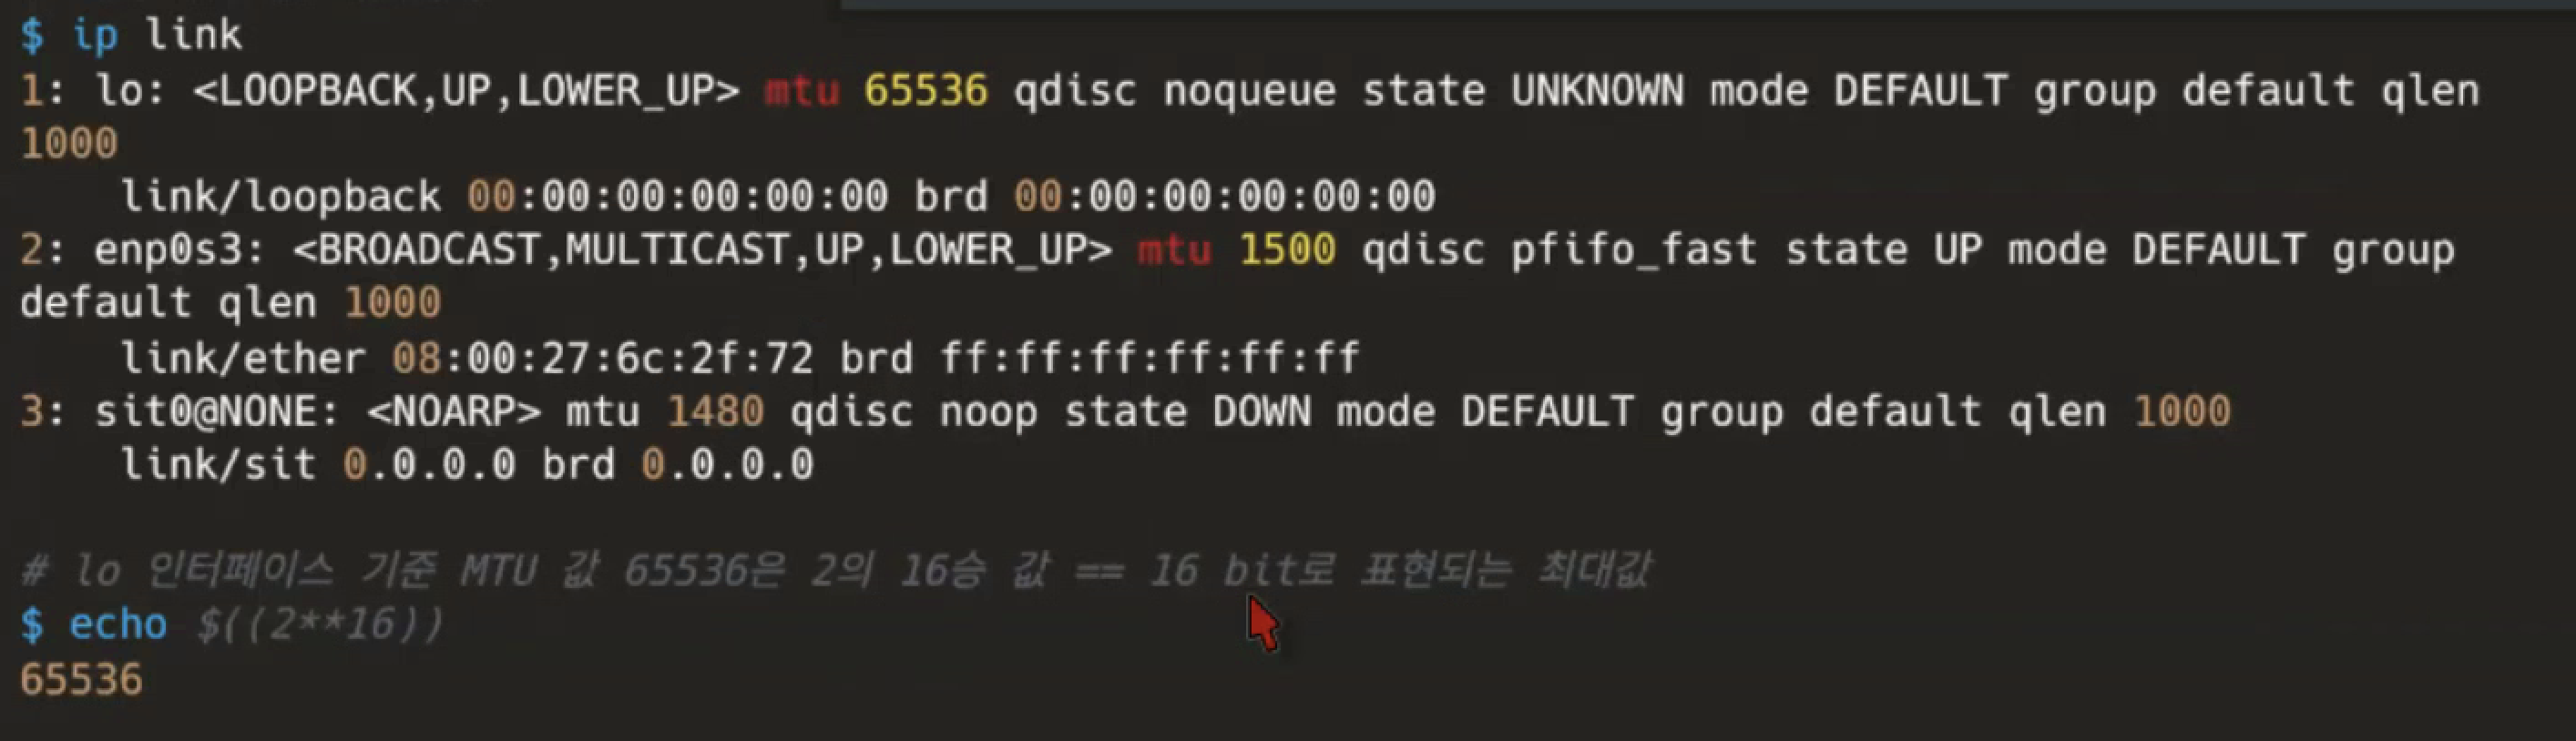 $ ip link
1: lo: <LOOPBACK,UP,LOWER_UP> mtu 65536 qdisc noqueue state UNKNOWN mode DEFAULT group default qlen
1000
    link/loopback 00:00:00:00:00:00 brd 00:00:00:00:00:00
2: enp0s3: <BROADCAST,MULTICAST,UP,LOWER_UP> mtu 1500 qdisc pfifo_fast state UP mode DEFAULT group
default qlen 1000
    link/ether 08:00:27:6c:2f:72 brd ff:ff:ff:ff:ff:ff
3: sit0@NONE: <NOARP> mtu 1480 qdisc noop state DOWN mode DEFAULT group default qlen 1000
    link/sit 0.0.0.0 brd 0.0.0.0
# lo 인터페이스 기준 MTU 값 65536은 2의 16승 값 == 16 bit로 표현되는 최대값
$ echo $((2**16))
65536